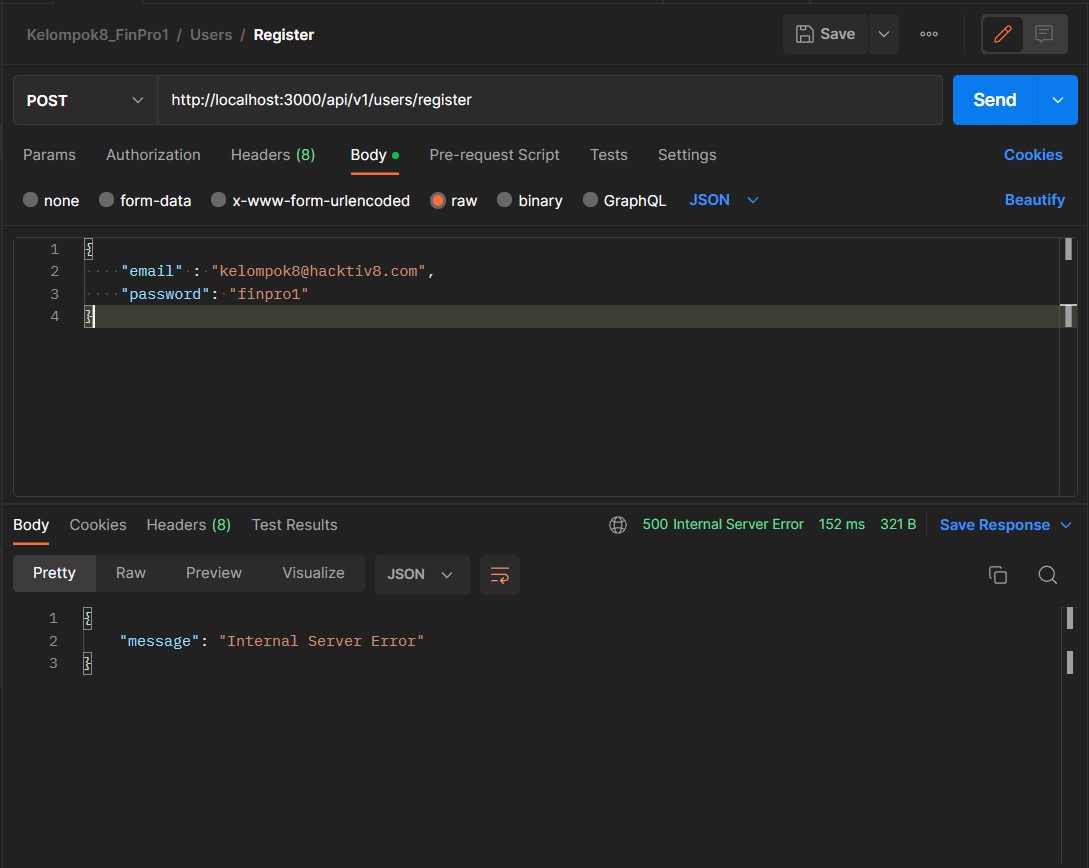 Kelompok8_FinPro1 / Users / Register Save
POST http://localhost:3000/api/v1/users/register Send
Params Authorization Headers (8) Body Pre-request Script Tests Settings Cookies
none form-data x-www-form-urlencoded raw binary GraphQL JSON Beautify
1 {
2 "email" : "kelompok8@hacktiv8.com",
3 "password": "finpro1"
4 }
Body Cookies Headers (8) Test Results 500 Internal Server Error 152 ms 321 B Save Response
Pretty Raw Preview Visualize JSON
1 {
2 "message": "Internal Server Error"
3 }